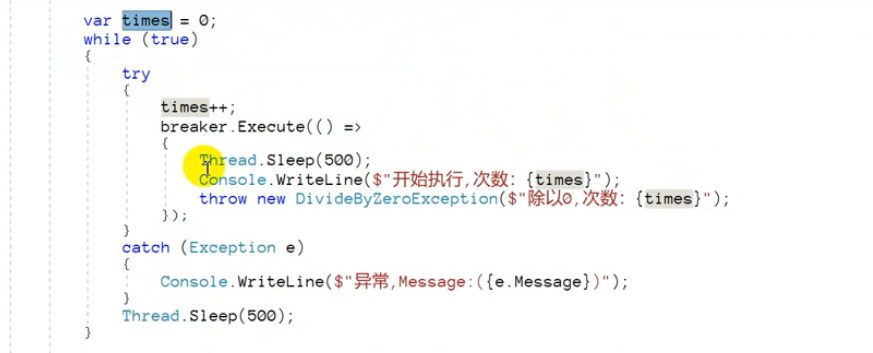 var times = 0;
while (true)
{
try
{
times++;
breaker.Execute(() =>
{
Thread.Sleep(500);
Console.WriteLine($"开始执行,次数: {times}");
throw new DivideByZeroException($"除以0,次数: {times}");
});
}
catch (Exception e)
{
Console.WriteLine($"异常,Message:({e.Message})");
}
Thread.Sleep(500);
}